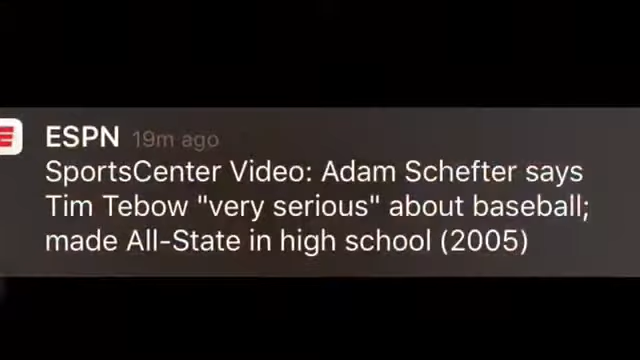 ESPN 19m ago
SportsCenter Video: Adam Schefter says
Tim Tebow "very serious" about baseball;
made All-State in high school (2005)